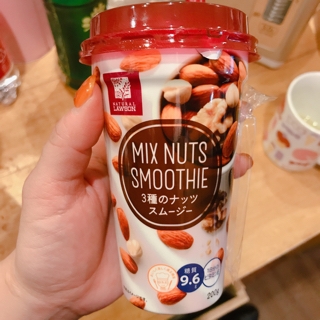 NATURAL
LAWSON
MIX NUTS
SMOOTHIE
3種のナッツ
スムージー
糖質
9.6
200g